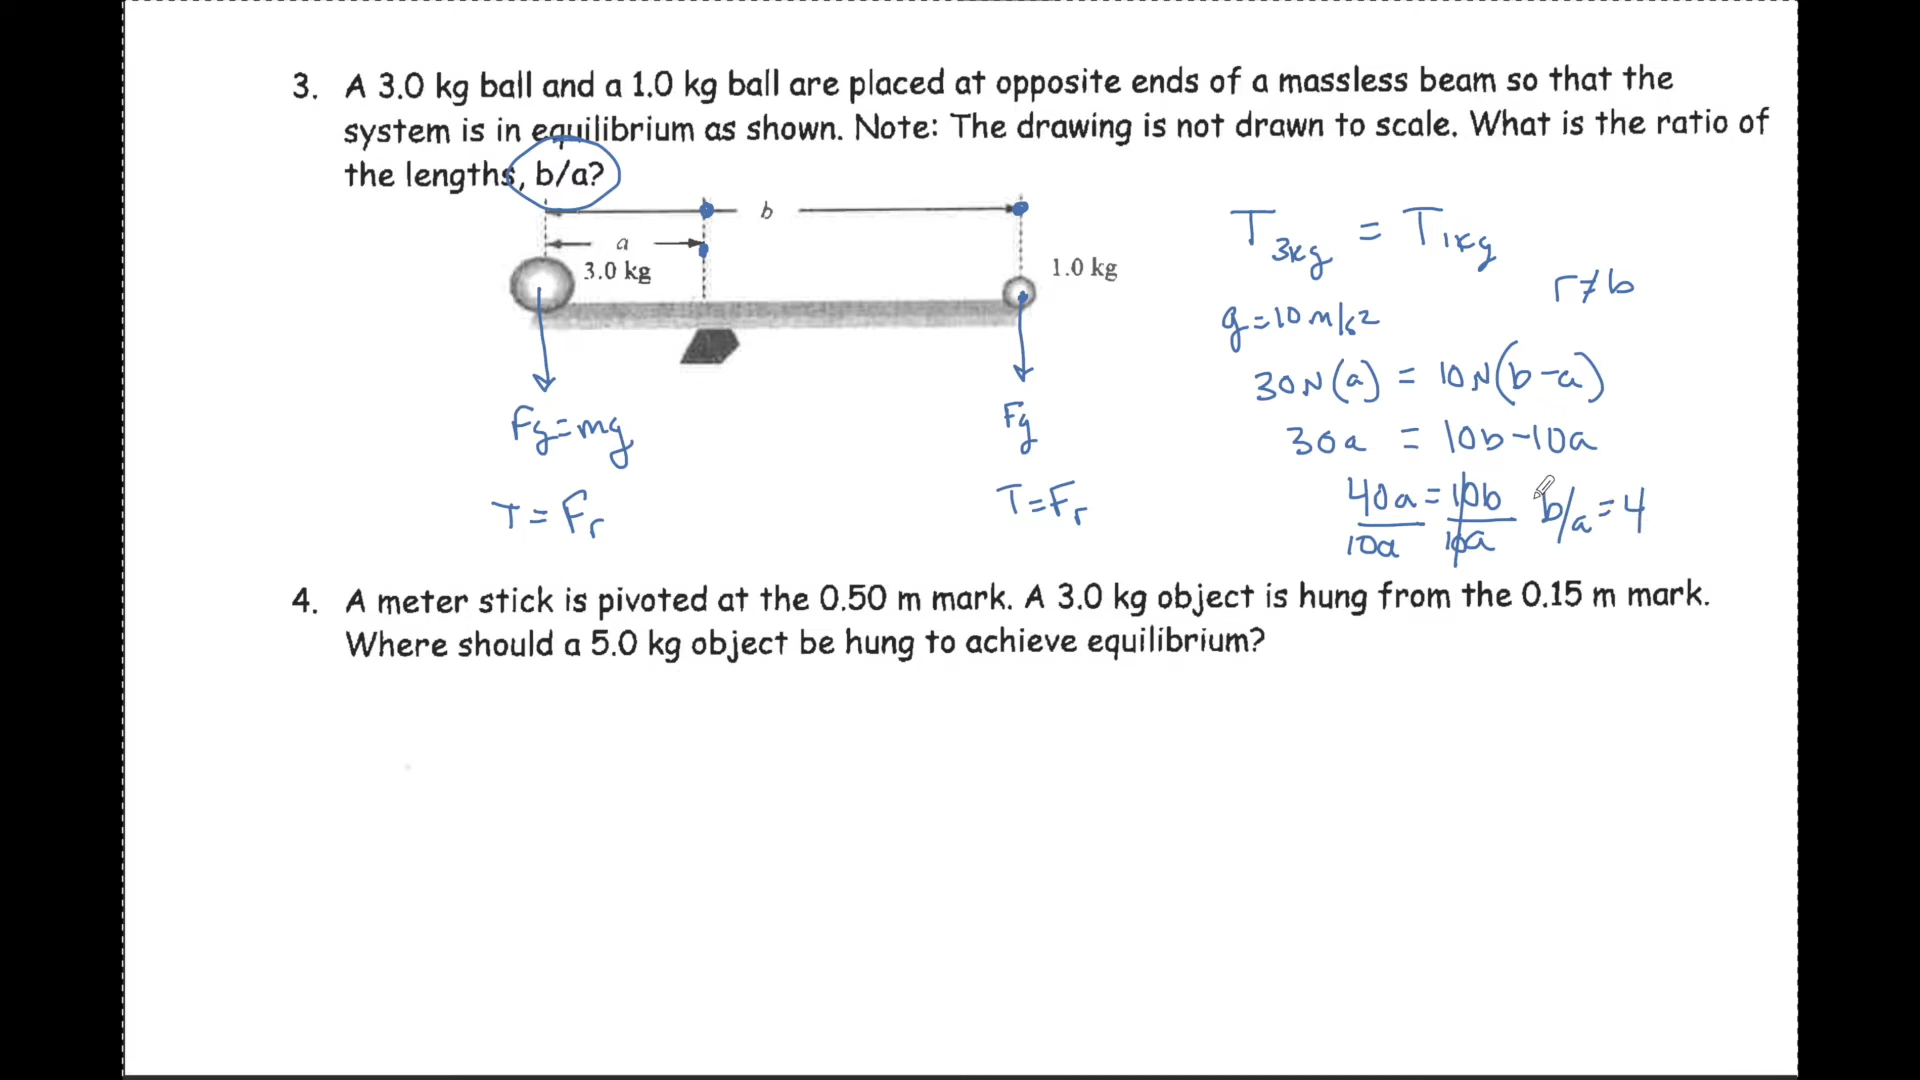 3. A 3.0 kg ball and a 1.0 kg ball are placed at opposite ends of a massless beam so that the
system is in equilibrium as shown. Note: The drawing is not drawn to scale. What is the ratio of
the lengths, b/a?
b
a
3.0 kg
1.0 kg
Fg=mg
T=Fr
Fg
T=Fr
T3kg = T1kg
r≠b
g=10m/s2
30N(a) = 10N(b-a)
30a = 10b-10a
40a=10b b/a=4
10a 10a
4. A meter stick is pivoted at the 0.50 m mark. A 3.0 kg object is hung from the 0.15 m mark.
Where should a 5.0 kg object be hung to achieve equilibrium?